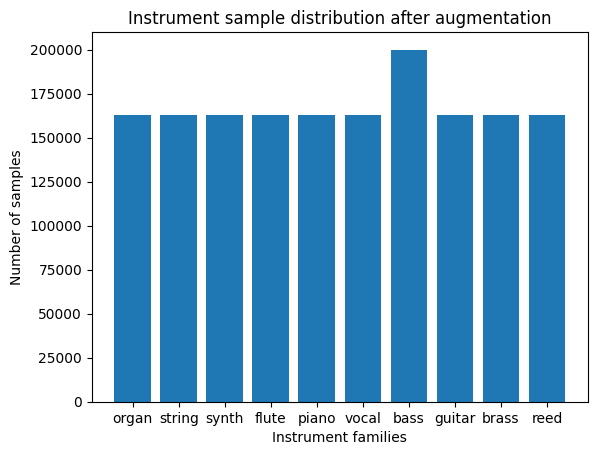 Instrument sample distribution after augmentation
Number of samples
200000
175000
150000
125000
100000
75000
50000
25000
0
organ string synth flute piano vocal bass guitar brass reed
Instrument families